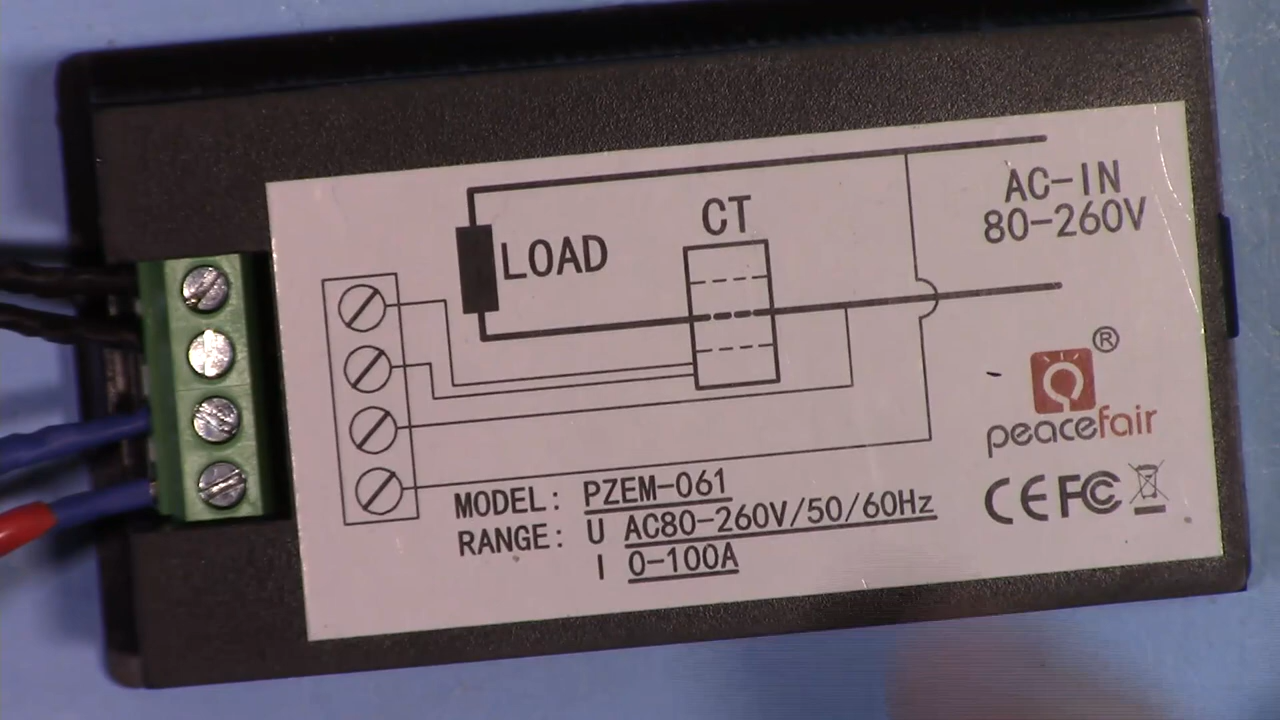 AC-IN
80-260V
CT
LOAD
®
peacefair
CE FC
MODEL: PZEM-061
RANGE: U AC80-260V/50/60Hz
I 0-100A